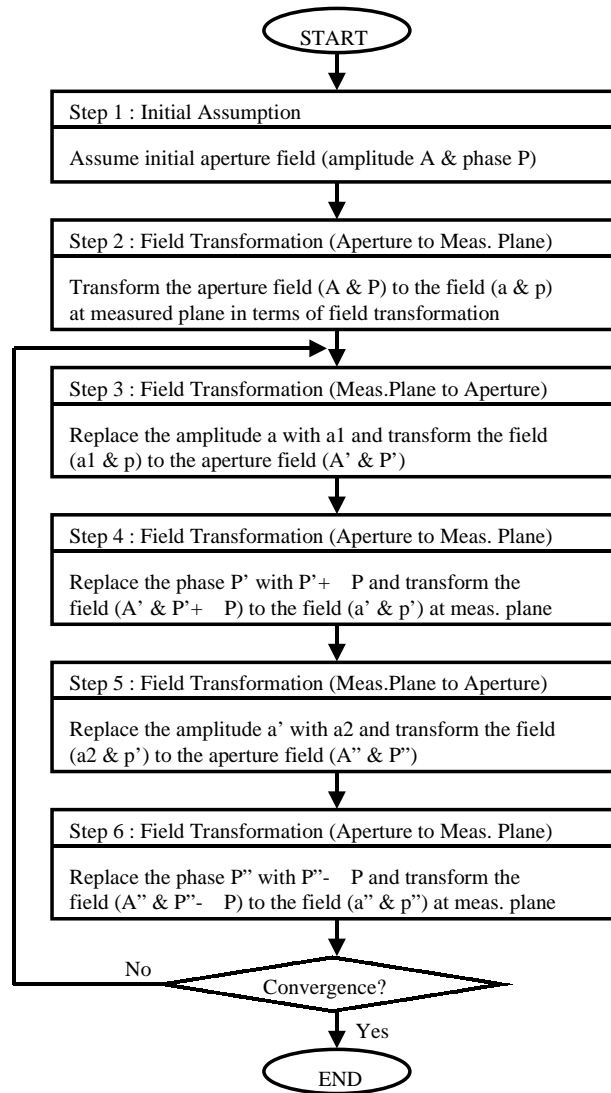 START
Step 1 : Initial Assumption
Assume initial aperture field (amplitude A & phase P)
Step 2 : Field Transformation (Aperture to Meas. Plane)
Transform the aperture field (A & P) to the field (a & p)
at measured plane in terms of field transformation
Step 3 : Field Transformation (Meas.Plane to Aperture)
Replace the amplitude a with a1 and transform the field
(a1 & p) to the aperture field (A’ & P’)
Step 4 : Field Transformation (Aperture to Meas. Plane)
Replace the phase P’ with P’+   P and transform the
field (A’ & P’+   P) to the field (a’ & p’) at meas. plane
Step 5 : Field Transformation (Meas.Plane to Aperture)
Replace the amplitude a’ with a2 and transform the field
(a2 & p’) to the aperture field (A” & P”)
Step 6 : Field Transformation (Aperture to Meas. Plane)
Replace the phase P” with P”-   P and transform the
field (A” & P”-   P) to the field (a” & p”) at meas. plane
No
Convergence?
Yes
END